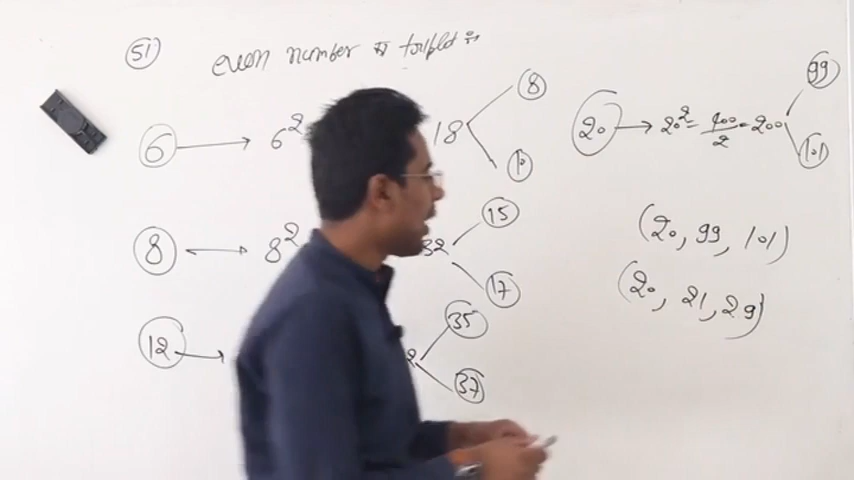 51
even number का triplet :-
6 → 6² 18 8 10
8 ↔ 8² 32 15 17
12 → 2 35 37
20 → 20² = 400/2 = 200 99 101
(20, 99, 101)
(20, 21, 29)